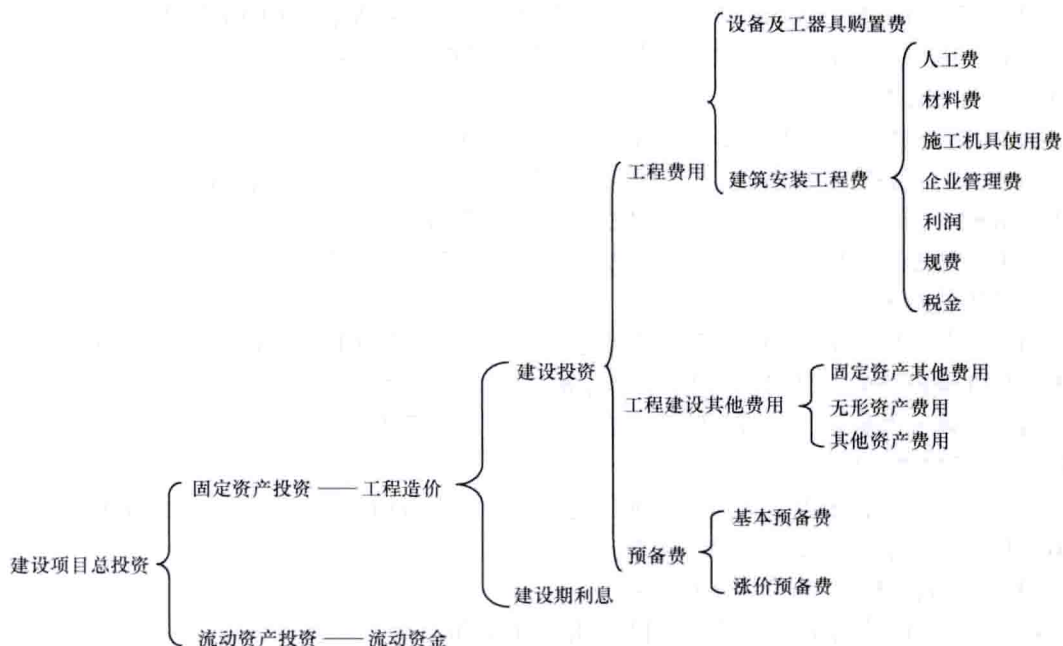 设备及工器具购置费
人工费
材料费
施工机具使用费
工程费用
建筑安装工程费
企业管理费
利润
规费
税金
建设投资
固定资产其他费用
工程建设其他费用
无形资产费用
其他资产费用
固定资产投资 —— 工程造价
基本预备费
建设项目总投资
预备费
建设期利息
涨价预备费
流动资产投资 —— 流动资金